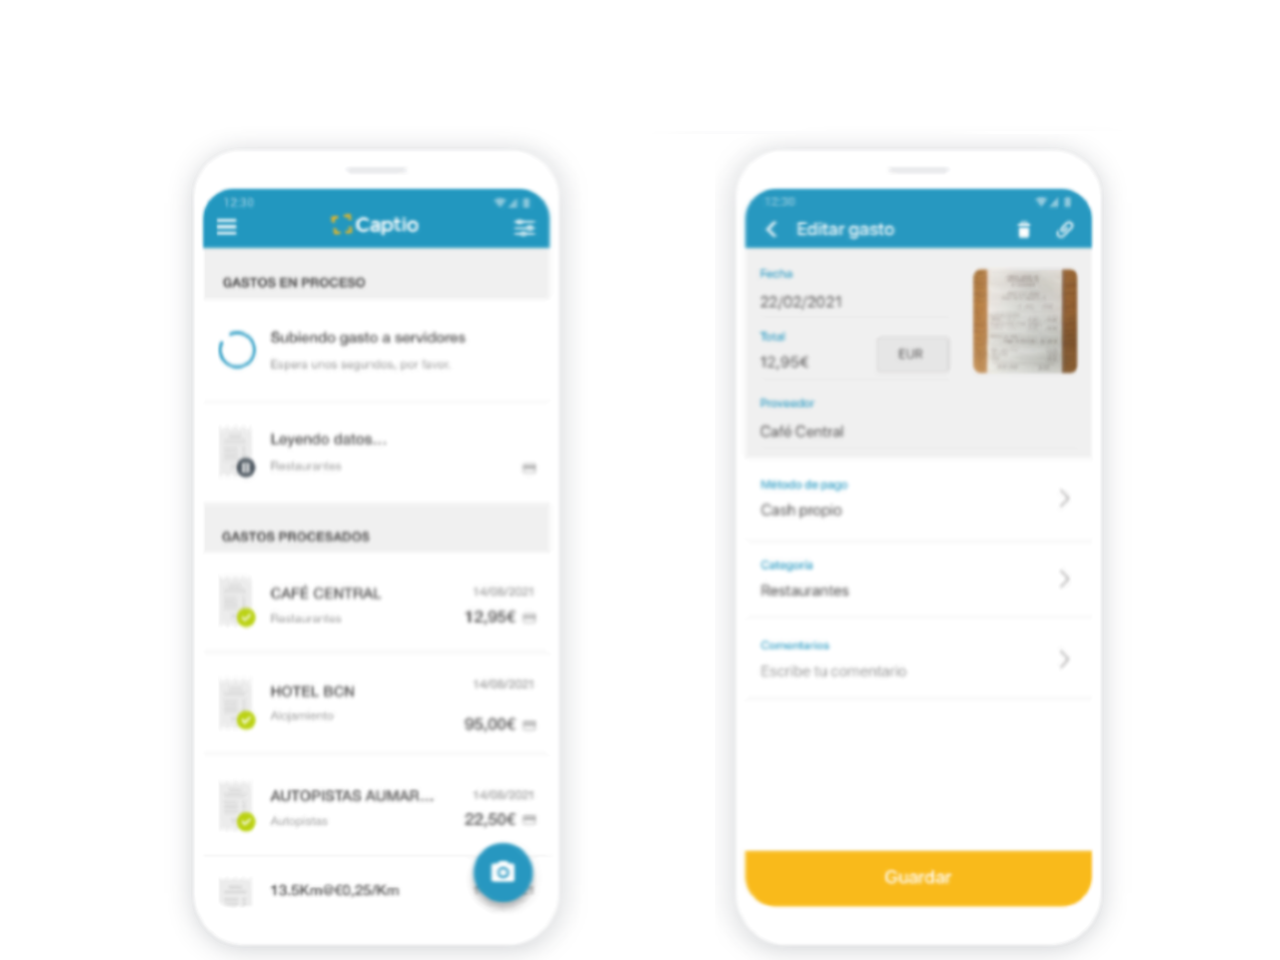 12:30
Captio
GASTOS EN PROCESO
Subiendo gasto a servidores
Espera unos segundos, por favor.
Leyendo datos...
Restaurantes
GASTOS PROCESADOS
CAFÉ CENTRAL
14/08/2021
Restaurantes
12,95€
HOTEL BCN
14/08/2021
Alojamiento
95,00€
AUTOPISTAS AUMAR...
14/08/2021
Autopistas
22,50€
13.5Km@€0,25/Km
12:30
Editar gasto
Fecha
22/02/2021
Total
12,95€
EUR
Proveedor
Café Central
Método de pago
Cash propio
Categoría
Restaurantes
Comentarios
Escribe tu comentario
Guardar